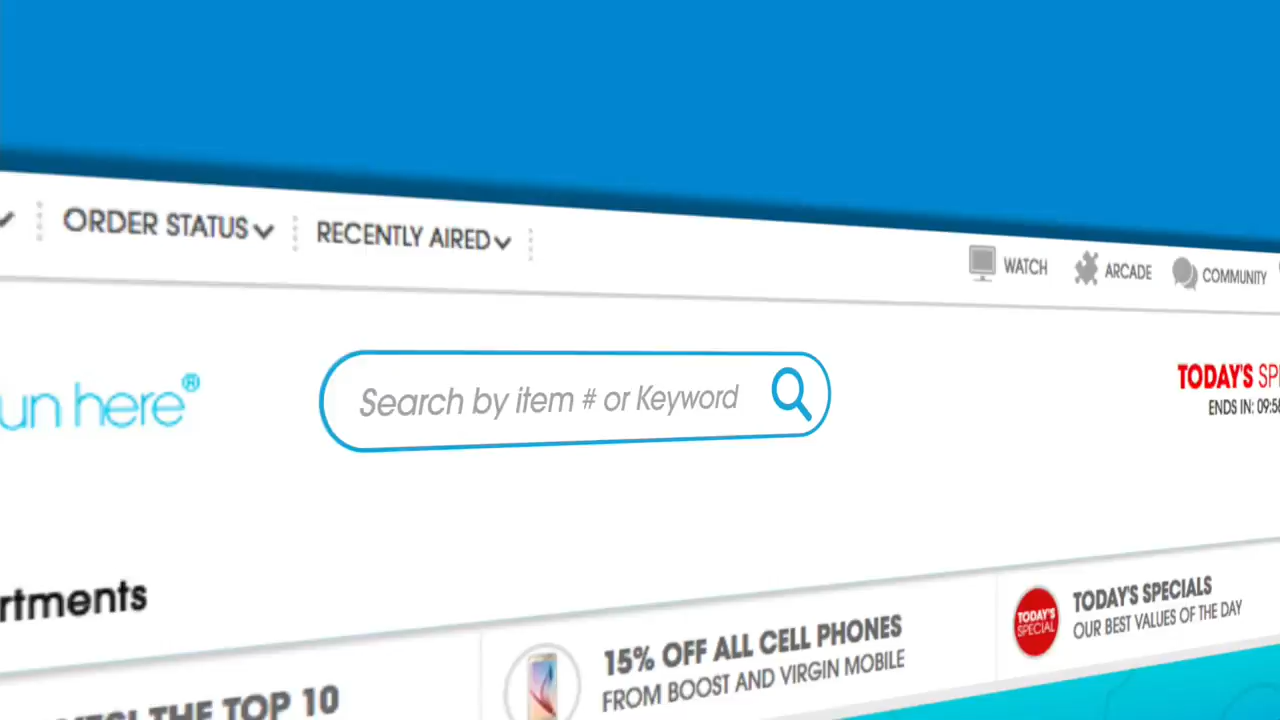 ORDER STATUS
RECENTLY AIRED
WATCH
ARCADE
COMMUNITY
un here®
Search by item # or Keyword
TODAY'S SP
ENDS IN: 09:5
rtments
THE TOP 10
15% OFF ALL CELL PHONES
FROM BOOST AND VIRGIN MOBILE
TODAY'S
SPECIAL
TODAY'S SPECIALS
OUR BEST VALUES OF THE DAY